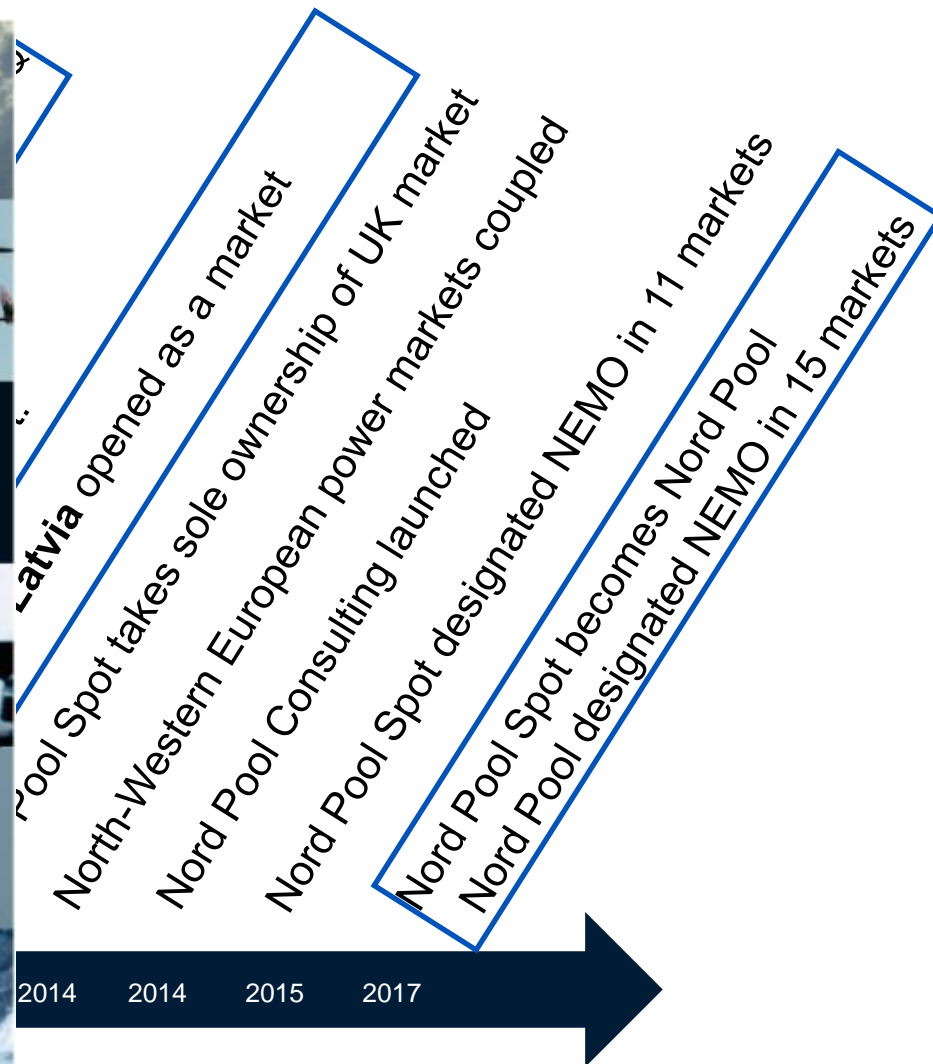 Latvia opened as a market
Pool Spot takes sole ownership of UK market
North-Western European power markets coupled
Nord Pool Consulting launched
Nord Pool Spot designated NEMO in 11 markets
Nord Pool Spot becomes Nord Pool
Nord Pool designated NEMO in 15 markets
2014 2014 2015 2017